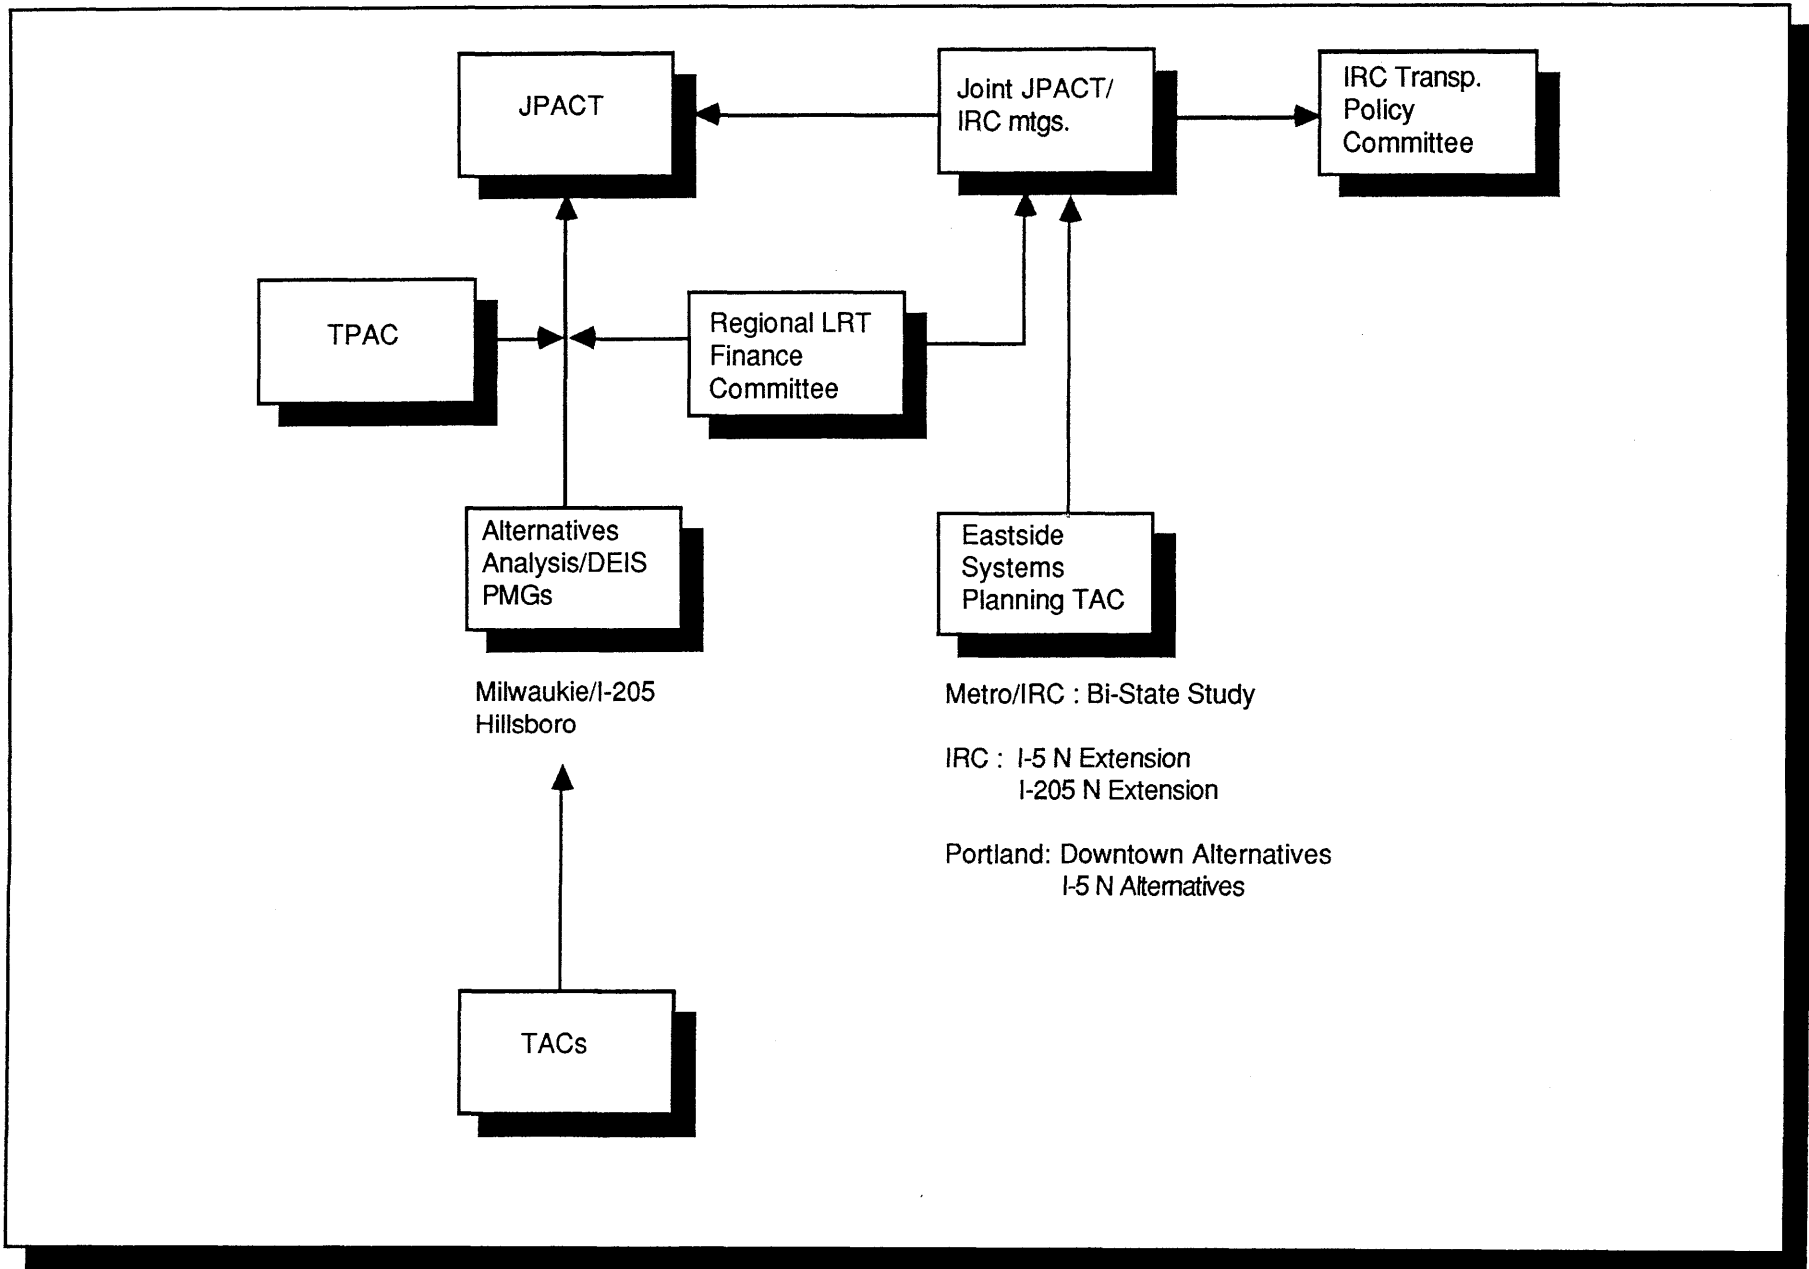 JPACT
Joint JPACT/
IRC mtgs.
IRC Transp.
Policy
Committee
TPAC
Regional LRT
Finance
Committee
Alternatives
Analysis/DEIS
PMGs
Eastside
Systems
Planning TAC
Milwaukie/I-205
Hillsboro
Metro/IRC : Bi-State Study
IRC : I-5 N Extension
I-205 N Extension
Portland: Downtown Alternatives
I-5 N Alternatives
TACs